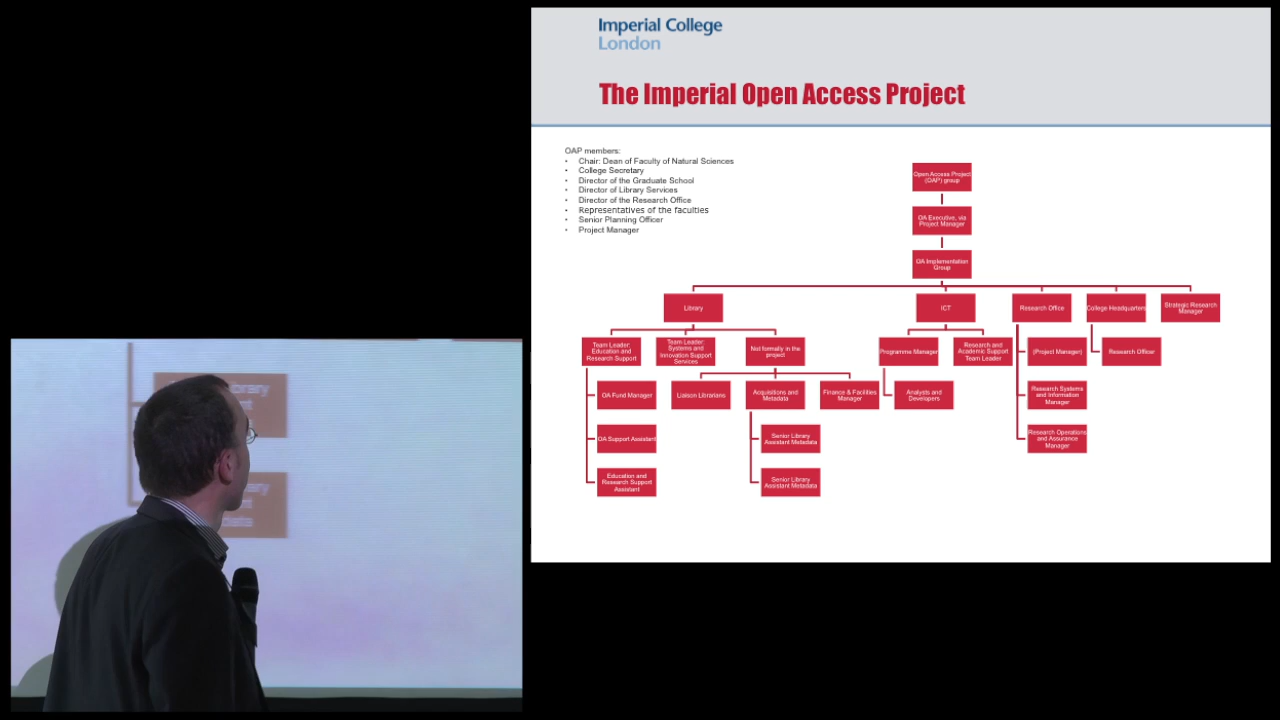 Imperial College
London
The Imperial Open Access Project
OAP members:
• Chair: Dean of Faculty of Natural Sciences
• College Secretary
• Director of the Graduate School
• Director of Library Services
• Director of the Research Office
• Representatives of the faculties
• Senior Planning Officer
• Project Manager
Open Access Project
(OAP) group
OA Executive, via
Project Manager
OA Implementation
Group
Library
ICT
Research Office
College Headquarters
Strategic Research
Manager
Team Leader:
Education and
Research Support
Team Leader:
Systems and
Innovation Support
Services
Not formally in the
project
Programme Manager
Research and
Academic Support
Team Leader
(Project Manager)
Research Officer
OA Fund Manager
Liaison Librarians
Acquisitions and
Metadata
Finance & Facilities
Manager
Analysts and
Developers
Research Systems
and Information
Manager
OA Support Assistant
Senior Library
Assistant Metadata
Research Operations
and Assurance
Manager
Education and
Research Support
Assistant
Senior Library
Assistant Metadata